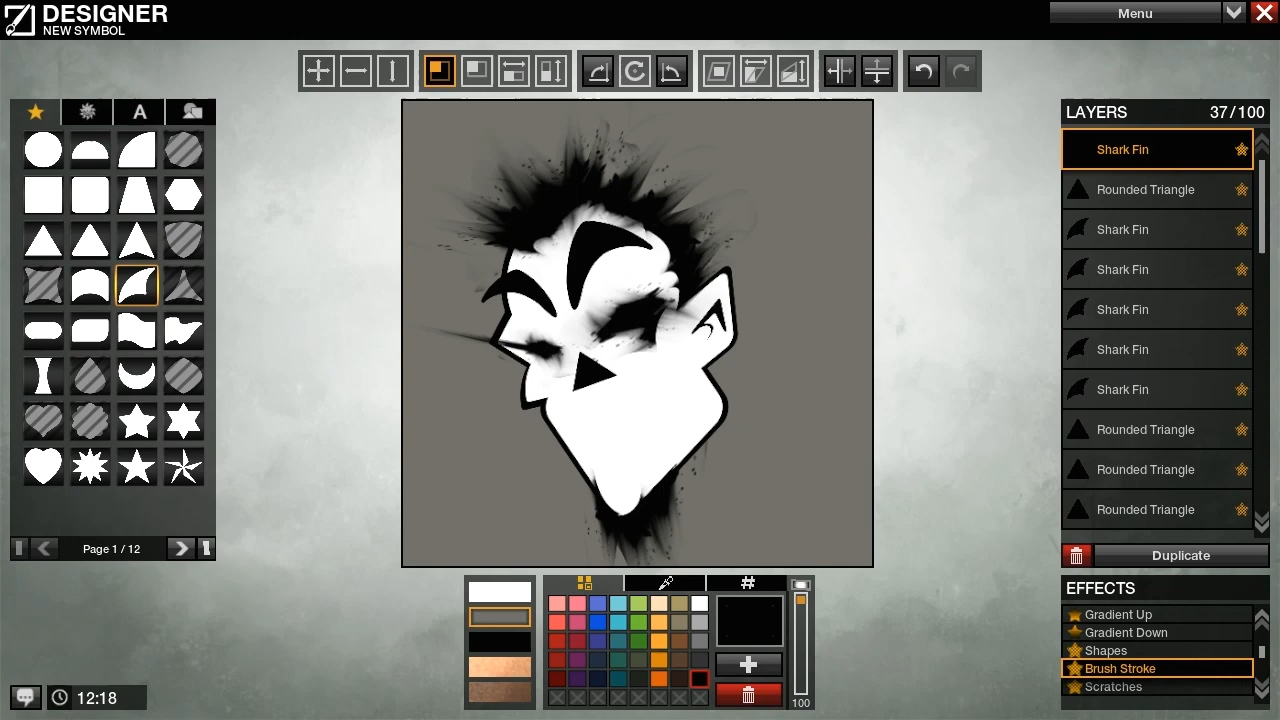 DESIGNER
NEW SYMBOL
Menu
A
LAYERS 37/100
Shark Fin
Rounded Triangle
Shark Fin
Shark Fin
Shark Fin
Shark Fin
Shark Fin
Rounded Triangle
Rounded Triangle
Rounded Triangle
Page 1 / 12
Duplicate
#
EFFECTS
Gradient Up
Gradient Down
Shapes
Brush Stroke
Scratches
100
12:18